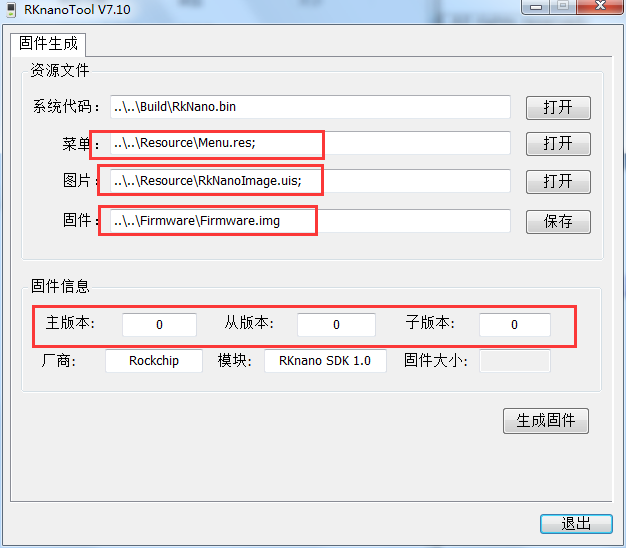 RKnanoTool V7.10
固件生成
资源文件
系统代码: ..\..\Build\RkNano.bin 打开
菜单: ..\..\Resource\Menu.res; 打开
图片: ..\..\Resource\RkNanoImage.uis; 打开
固件: ..\..\Firmware\Firmware.img 保存
固件信息
主版本: 0 从版本: 0 子版本: 0
厂商: Rockchip 模块: RKnano SDK 1.0 固件大小:
生成固件
退出